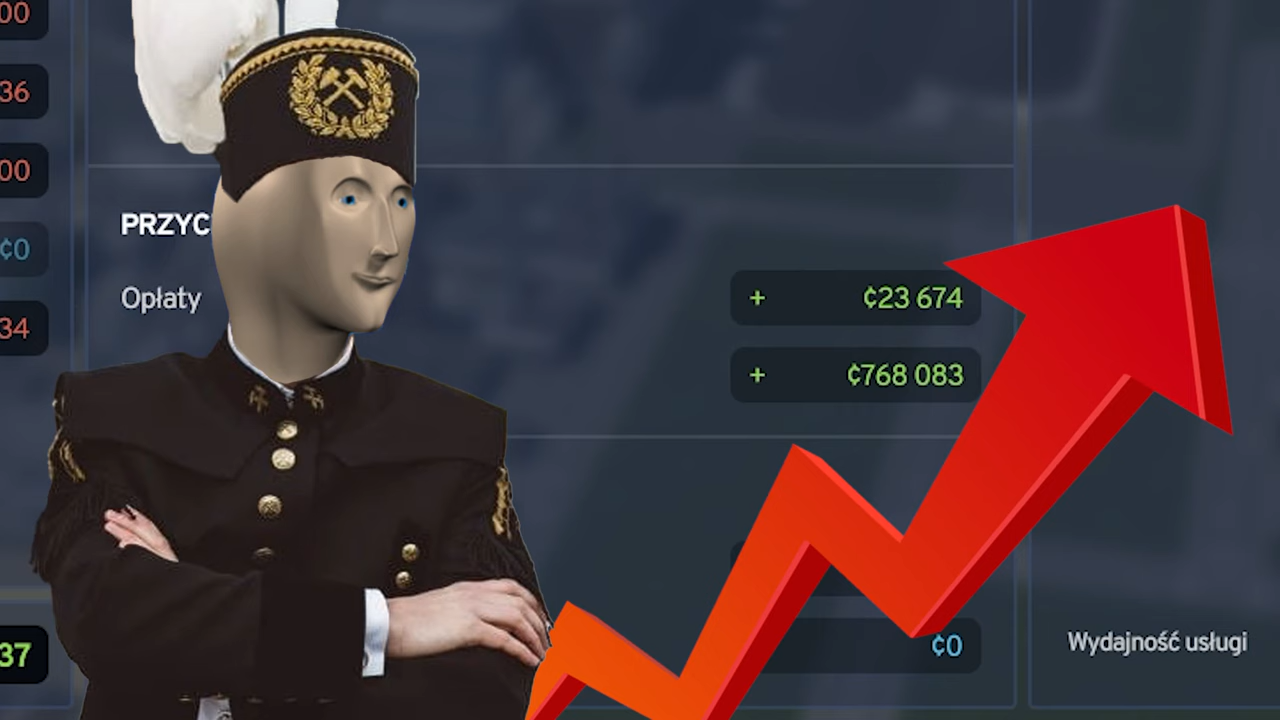 00
36
00
¢0
34
37
PRZYC
Opłaty
+ ¢23 674
+ ¢768 083
¢0
Wydajność usługi